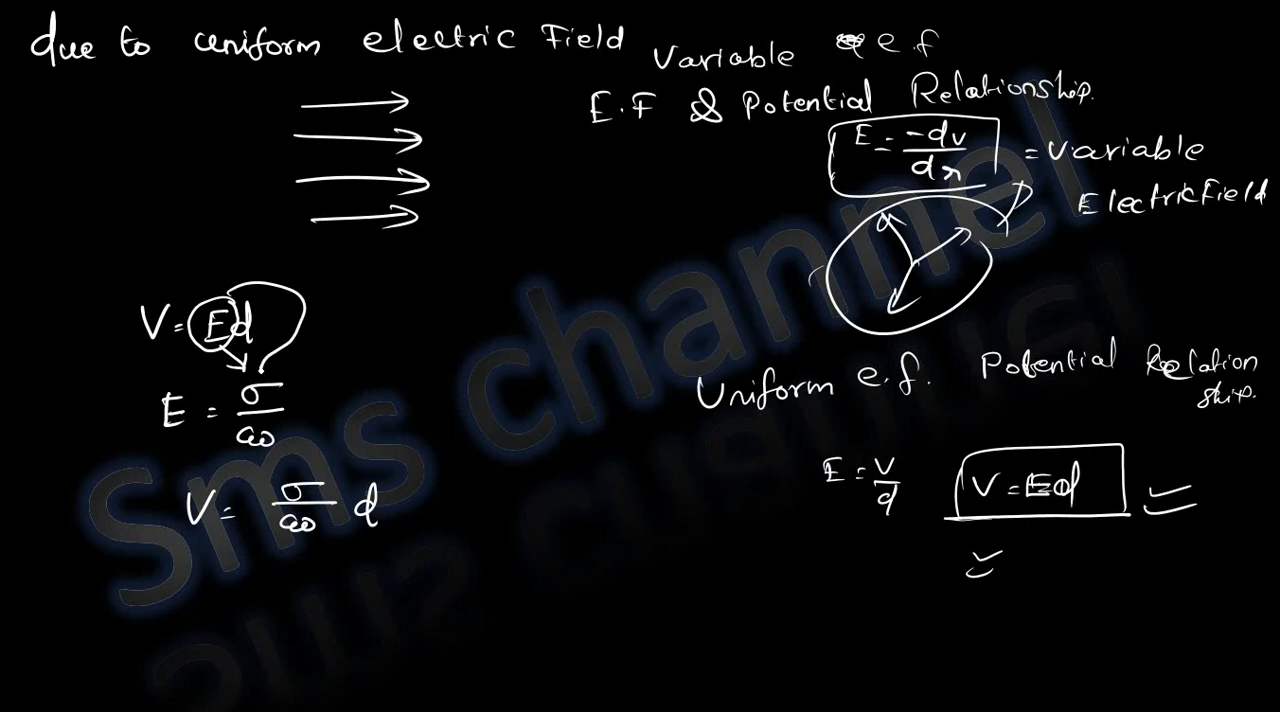 due to uniform electric Field
Variable e.f
E.F & Potential Relationship.
E = -dv/dr = Variable
Electric Field
V = Ed
E = σ/ε0
V = σ/ε0 d
Uniform e.f. Potential Relation
ship.
E = V/d V = Ed
Sms channel